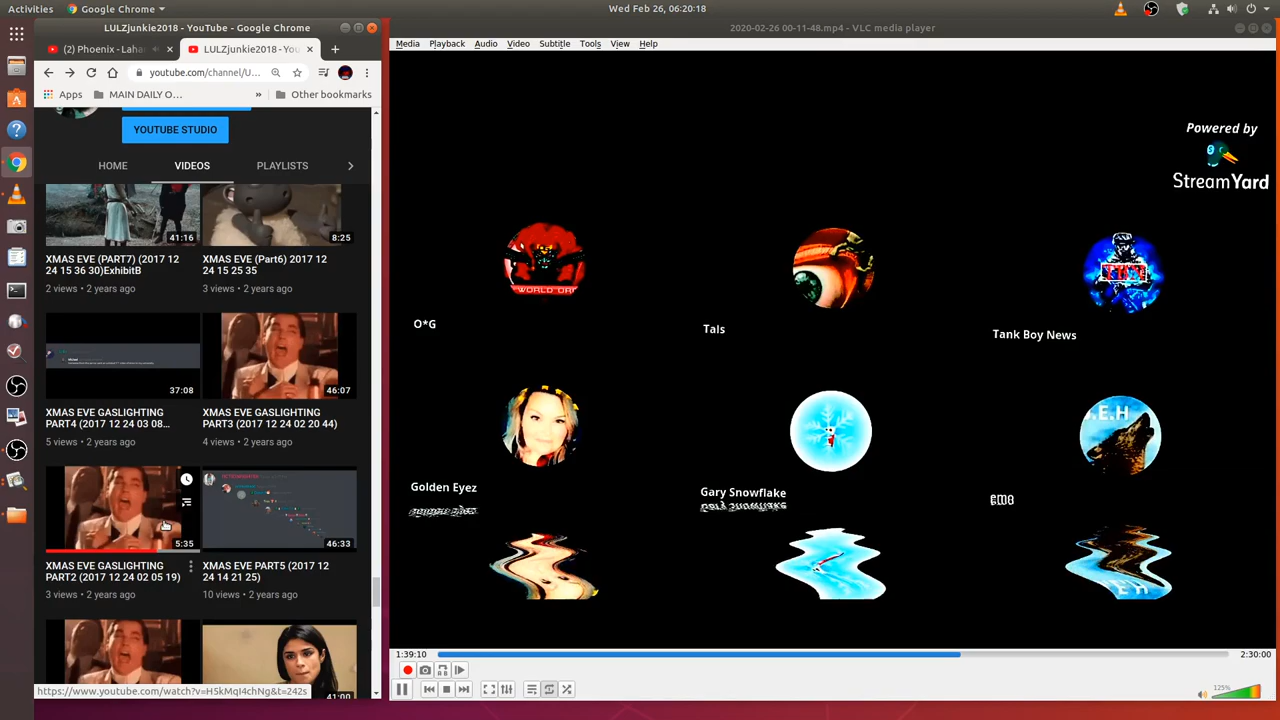 Activities
Google Chrome
Wed Feb 26, 06:20:18
LULZjunkie2018 - YouTube - Google Chrome
2020-02-26 00-11-48.mp4 - VLC media player
(2) Phoenix - Lahar
LULZjunkie2018 - You
Media Playback Audio Video Subtitle Tools View Help
youtube.com/channel/U...
Apps
MAIN DAILY O...
»
Other bookmarks
YOUTUBE STUDIO
HOME
VIDEOS
PLAYLISTS
41:16
8:25
XMAS EVE (PART7) (2017 12 24 15 36 30)ExhibitB
2 views • 2 years ago
XMAS EVE (Part6) (2017 12 24 15 25 35
3 views • 2 years ago
37:08
46:07
XMAS EVE GASLIGHTING PART4 (2017 12 24 03 08...
5 views • 2 years ago
XMAS EVE GASLIGHTING PART3 (2017 12 24 02 20 44)
4 views • 2 years ago
5:35
46:33
XMAS EVE GASLIGHTING PART2 (2017 12 24 02 05 19)
3 views • 2 years ago
XMAS EVE PART5 (2017 12 24 14 21 25)
10 views • 2 years ago
41:00
https://www.youtube.com/watch?v=H5kMqI4chNg&t=242s
Powered by
StreamYard
WORLD
O*G
Tals
Tank Boy News
Golden Eyez
Gary Snowflake
.E.H
1:39:10
2:30:00
125%